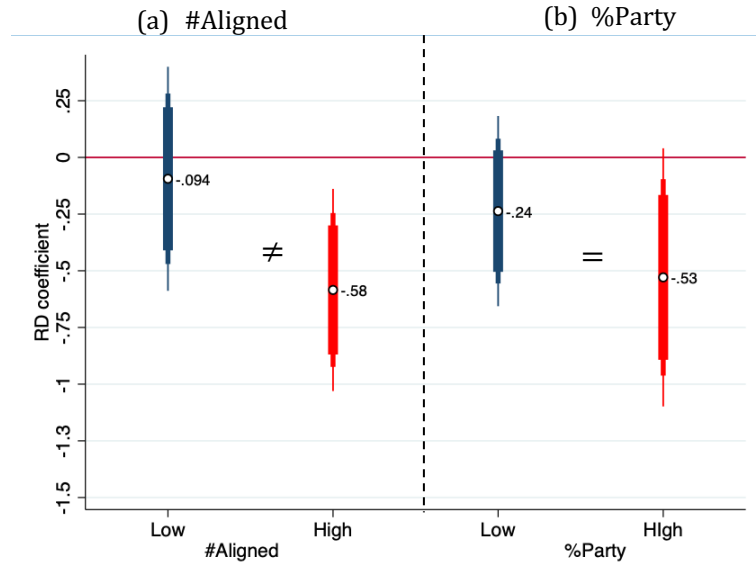 (a) #Aligned
(b) %Party
RD coefficient
.25
0
-.25
-.5
-.75
-1
-1.3
-1.5
-.094
≠
-.58
-.24
=
-.53
Low
High
#Aligned
Low
HIgh
%Party